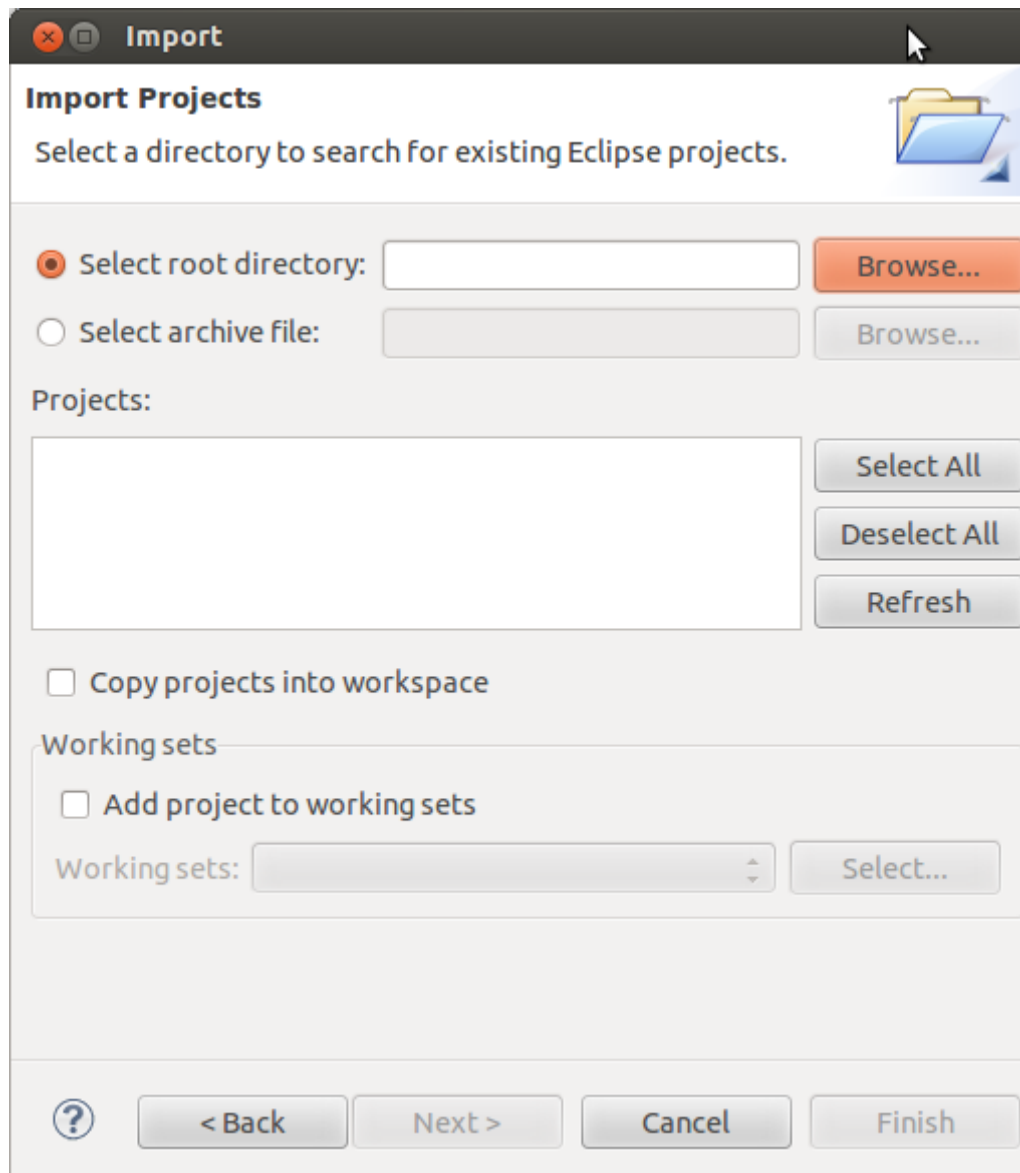 Import
Import Projects
Select a directory to search for existing Eclipse projects.
Select root directory: Browse...
Select archive file: Browse...
Projects:
Select All
Deselect All
Refresh
Copy projects into workspace
Working sets
Add project to working sets
Working sets: Select...
? < Back Next > Cancel Finish